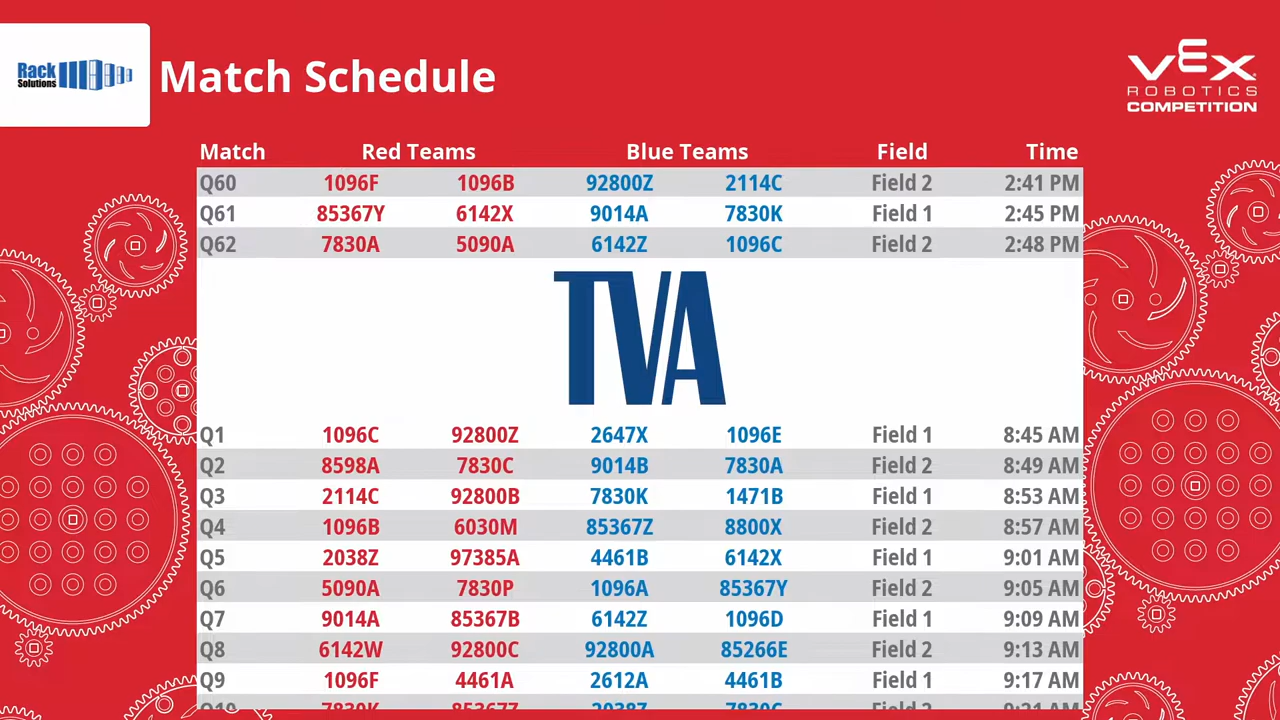 Rack
Solutions
Match Schedule
VEX
ROBOTICS
COMPETITION
Match Red Teams Blue Teams Field Time
Q60 1096F 1096B 92800Z 2114C Field 2 2:41 PM
Q61 85367Y 6142X 9014A 7830K Field 1 2:45 PM
Q62 7830A 5090A 6142Z 1096C Field 2 2:48 PM
TVA
Q1 1096C 92800Z 2647X 1096E Field 1 8:45 AM
Q2 8598A 7830C 9014B 7830A Field 2 8:49 AM
Q3 2114C 92800B 7830K 1471B Field 1 8:53 AM
Q4 1096B 6030M 85367Z 8800X Field 2 8:57 AM
Q5 2038Z 97385A 4461B 6142X Field 1 9:01 AM
Q6 5090A 7830P 1096A 85367Y Field 2 9:05 AM
Q7 9014A 85367B 6142Z 1096D Field 1 9:09 AM
Q8 6142W 92800C 92800A 85266E Field 2 9:13 AM
Q9 1096F 4461A 2612A 4461B Field 1 9:17 AM